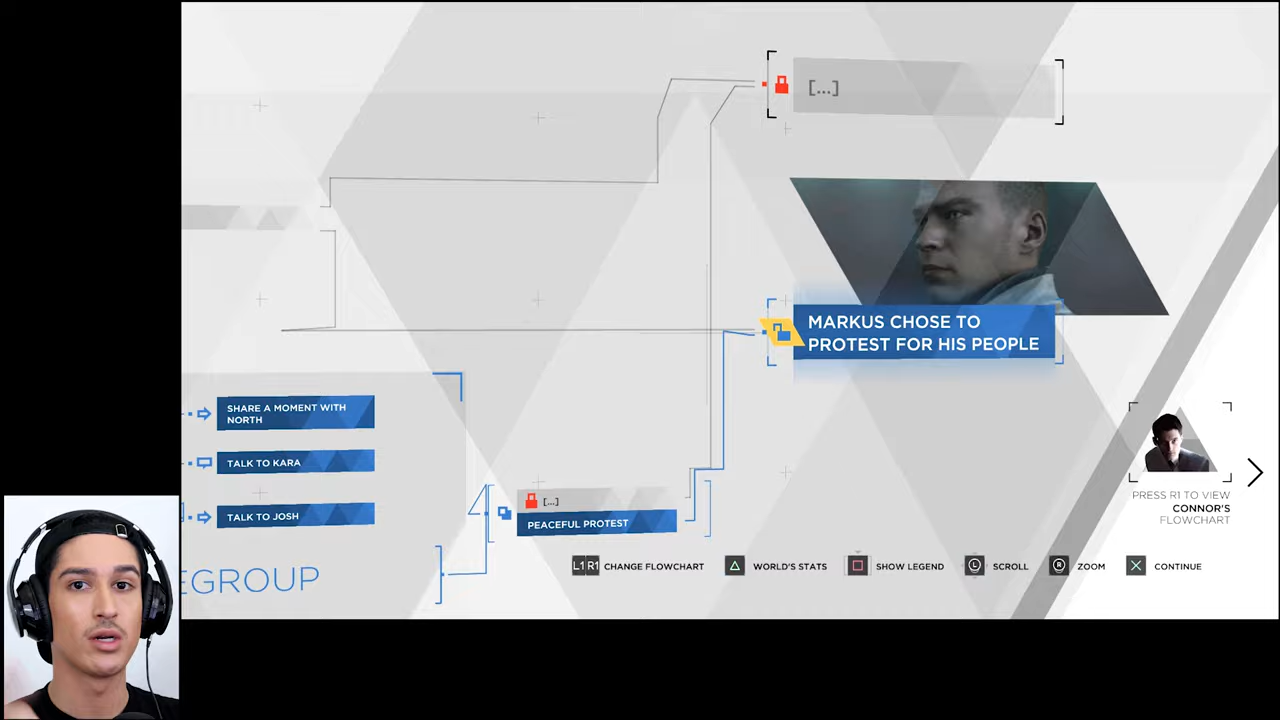 [...]
MARKUS CHOSE TO
PROTEST FOR HIS PEOPLE
SHARE A MOMENT WITH
NORTH
TALK TO KARA
TALK TO JOSH
[...]
PEACEFUL PROTEST
EGROUP
PRESS R1 TO VIEW
CONNOR'S
FLOWCHART
L1 R1 CHANGE FLOWCHART WORLD'S STATS SHOW LEGEND L SCROLL R ZOOM CONTINUE